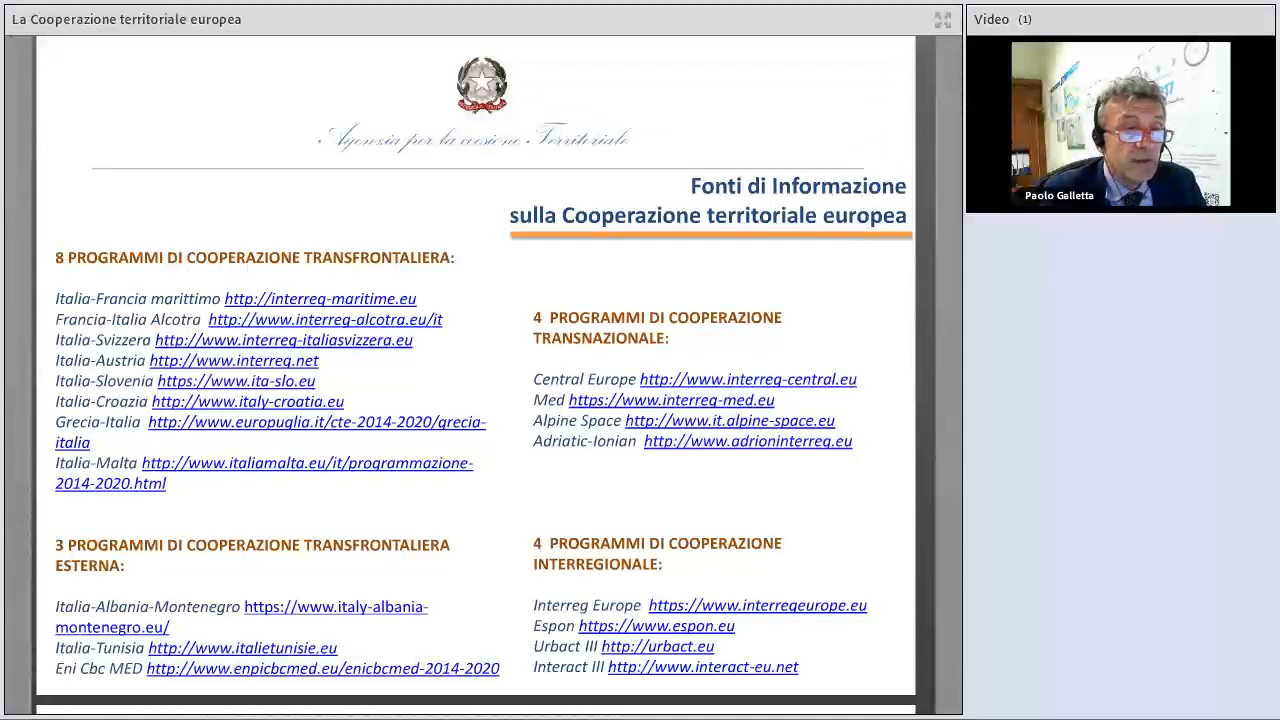 La Cooperazione territoriale europea
Agenzia per la coesione Territoriale
Fonti di Informazione
sulla Cooperazione territoriale europea
8 PROGRAMMI DI COOPERAZIONE TRANSFRONTALIERA:
Italia-Francia marittimo http://interreg-maritime.eu
Francia-Italia Alcotra http://www.interreg-alcotra.eu/it
Italia-Svizzera http://www.interreg-italiasvizzera.eu
Italia-Austria http://www.interreg.net
Italia-Slovenia https://www.ita-slo.eu
Italia-Croazia http://www.italy-croatia.eu
Grecia-Italia http://www.europuglia.it/cte-2014-2020/grecia-
italia
Italia-Malta http://www.italiamalta.eu/it/programmazione-
2014-2020.html
3 PROGRAMMI DI COOPERAZIONE TRANSFRONTALIERA
ESTERNA:
Italia-Albania-Montenegro https://www.italy-albania-
montenegro.eu/
Italia-Tunisia http://www.italietunisie.eu
Eni Cbc MED http://www.enpicbcmed.eu/enicbcmed-2014-2020
4 PROGRAMMI DI COOPERAZIONE
TRANSNAZIONALE:
Central Europe http://www.interreg-central.eu
Med https://www.interreg-med.eu
Alpine Space http://www.it.alpine-space.eu
Adriatic-Ionian http://www.adrioninterreg.eu
4 PROGRAMMI DI COOPERAZIONE
INTERREGIONALE:
Interreg Europe https://www.interregeurope.eu
Espon https://www.espon.eu
Urbact III http://urbact.eu
Interact III http://www.interact-eu.net
Video (1)
Paolo Galletta